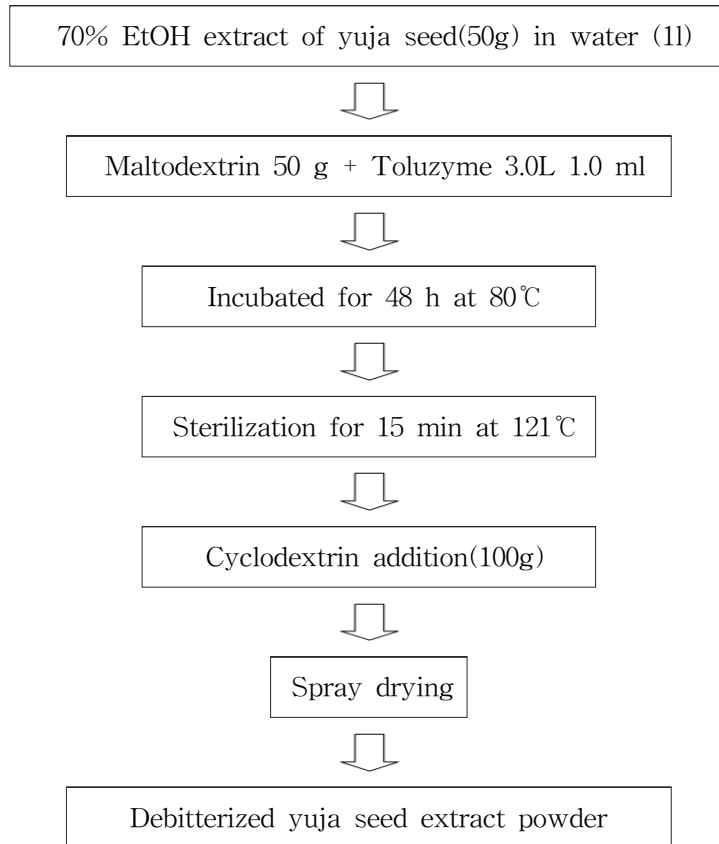 70% EtOH extract of yuja seed(50g) in water (1l)
Maltodextrin 50 g + Toluzyme 3.0L 1.0 ml
Incubated for 48 h at 80℃
Sterilization for 15 min at 121℃
Cyclodextrin addition(100g)
Spray drying
Debitterized yuja seed extract powder